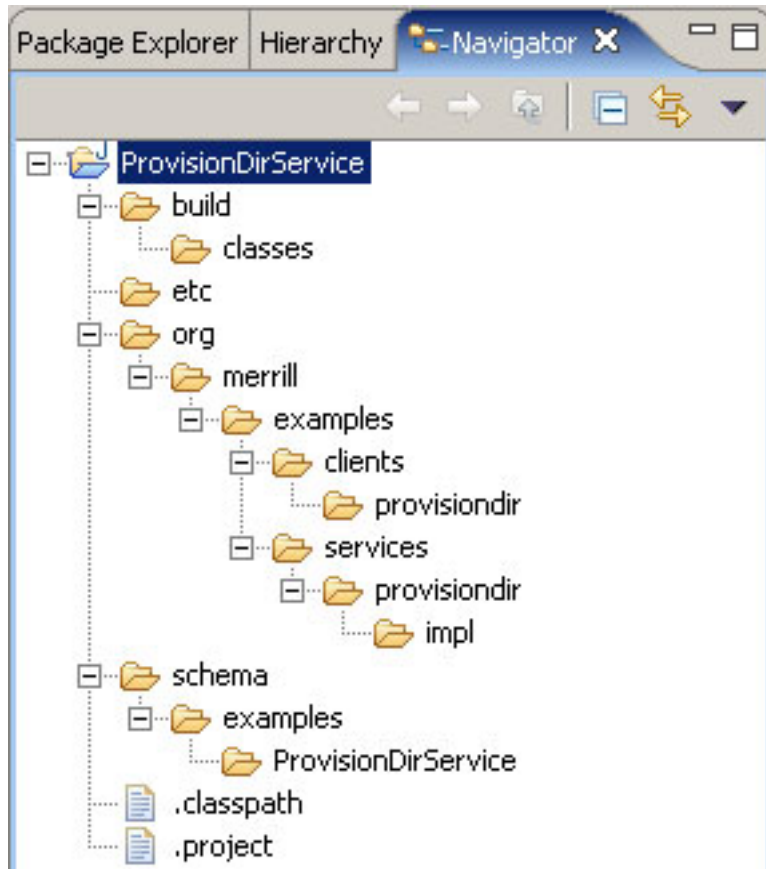 Package Explorer Hierarchy Navigator
ProvisionDirService
build
classes
etc
org
merrill
examples
clients
provisiondir
services
provisiondir
impl
schema
examples
ProvisionDirService
.classpath
.project